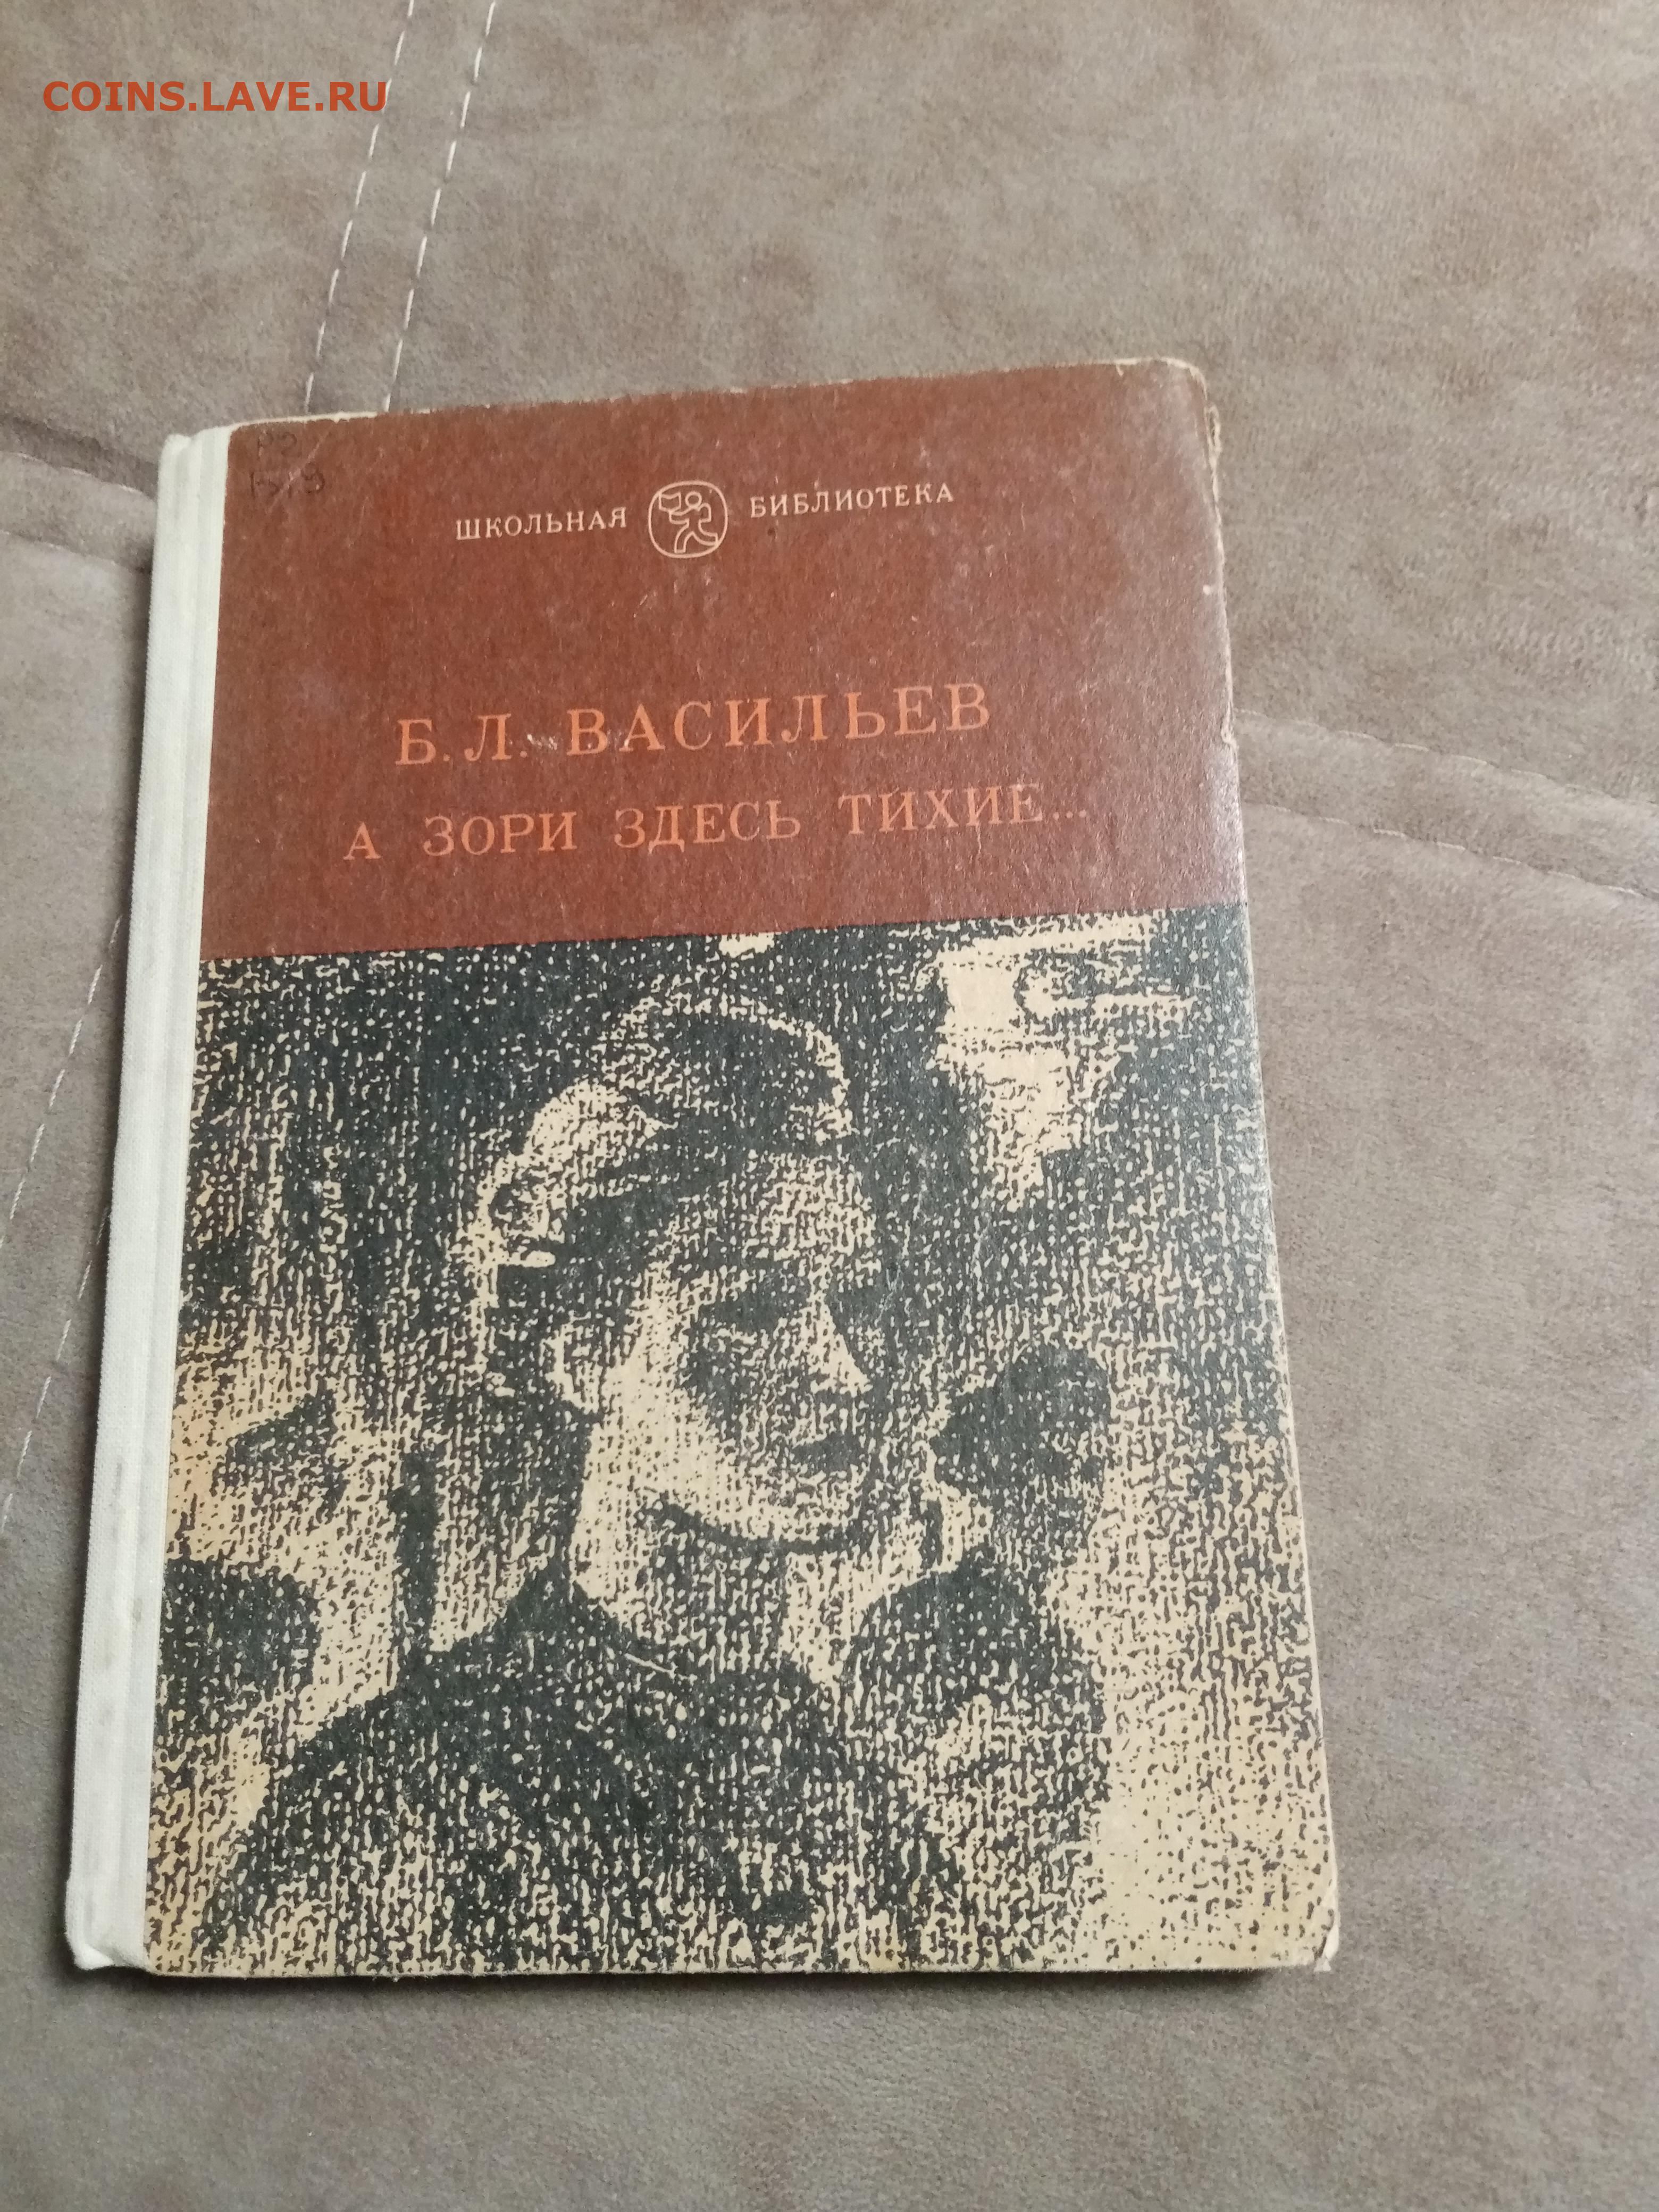 COINS.LAVE.RU
ШКОЛЬНАЯ БИБЛИОТЕКА
Б. Л. ВАСИЛЬЕВ
А ЗОРИ ЗДЕСЬ ТИХИЕ...